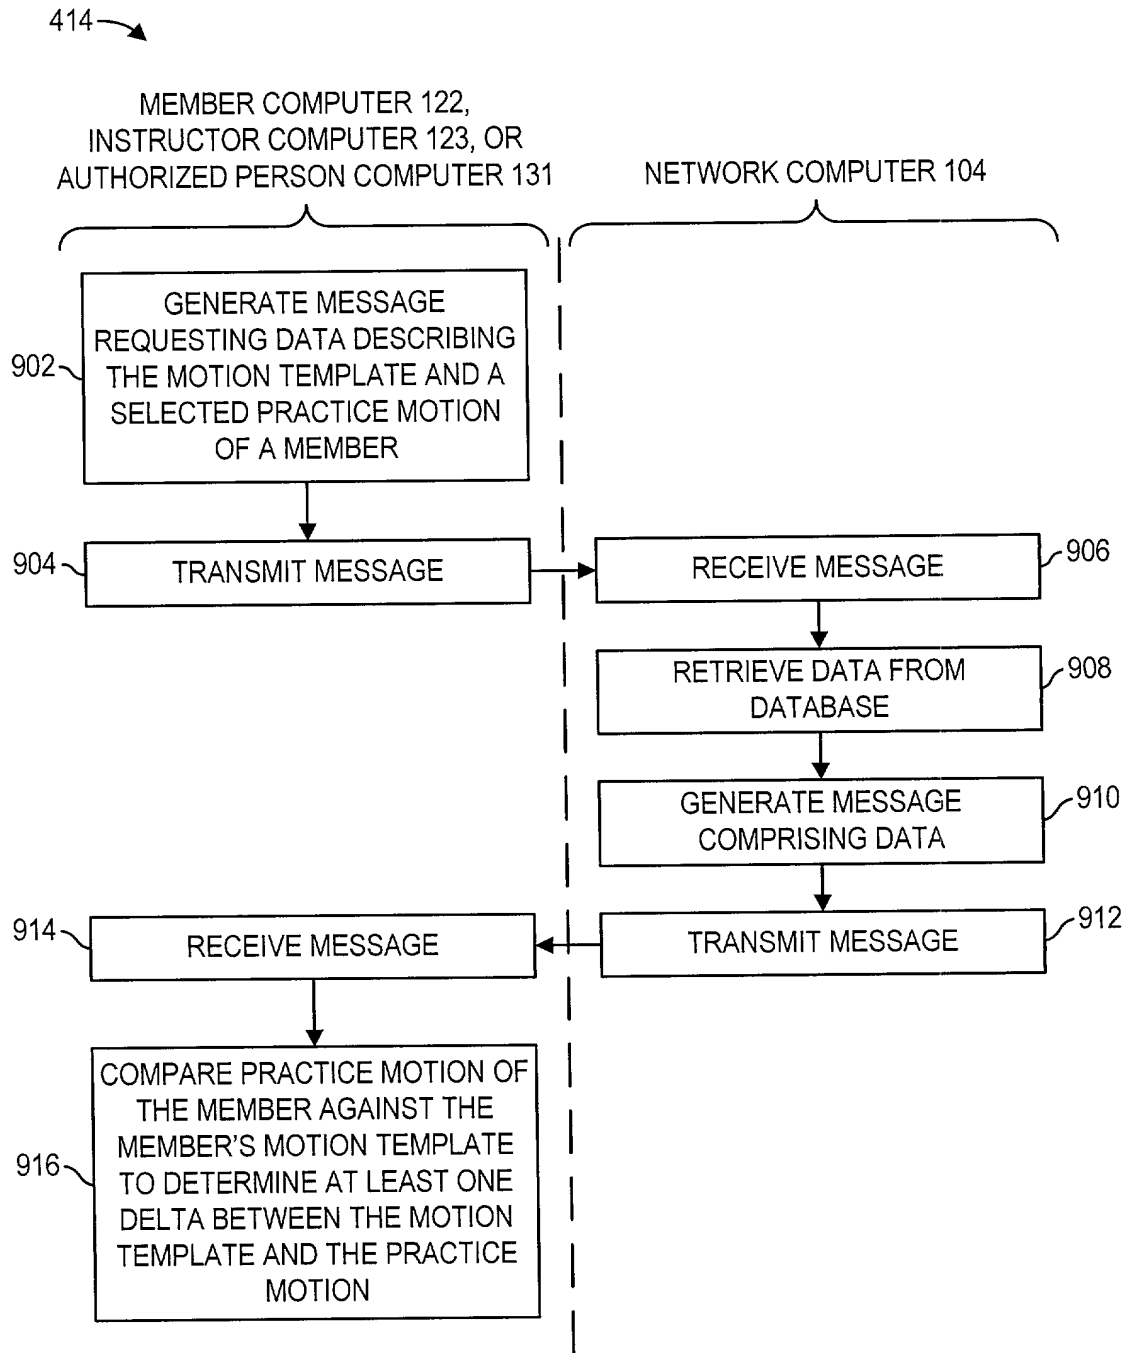 414
MEMBER COMPUTER 122,
INSTRUCTOR COMPUTER 123, OR
AUTHORIZED PERSON COMPUTER 131
NETWORK COMPUTER 104
GENERATE MESSAGE
REQUESTING DATA DESCRIBING
THE MOTION TEMPLATE AND A
SELECTED PRACTICE MOTION
OF A MEMBER
902
TRANSMIT MESSAGE
904
RECEIVE MESSAGE
906
RETRIEVE DATA FROM
DATABASE
908
GENERATE MESSAGE
COMPRISING DATA
910
TRANSMIT MESSAGE
912
RECEIVE MESSAGE
914
COMPARE PRACTICE MOTION OF
THE MEMBER AGAINST THE
MEMBER'S MOTION TEMPLATE
TO DETERMINE AT LEAST ONE
DELTA BETWEEN THE MOTION
TEMPLATE AND THE PRACTICE
MOTION
916